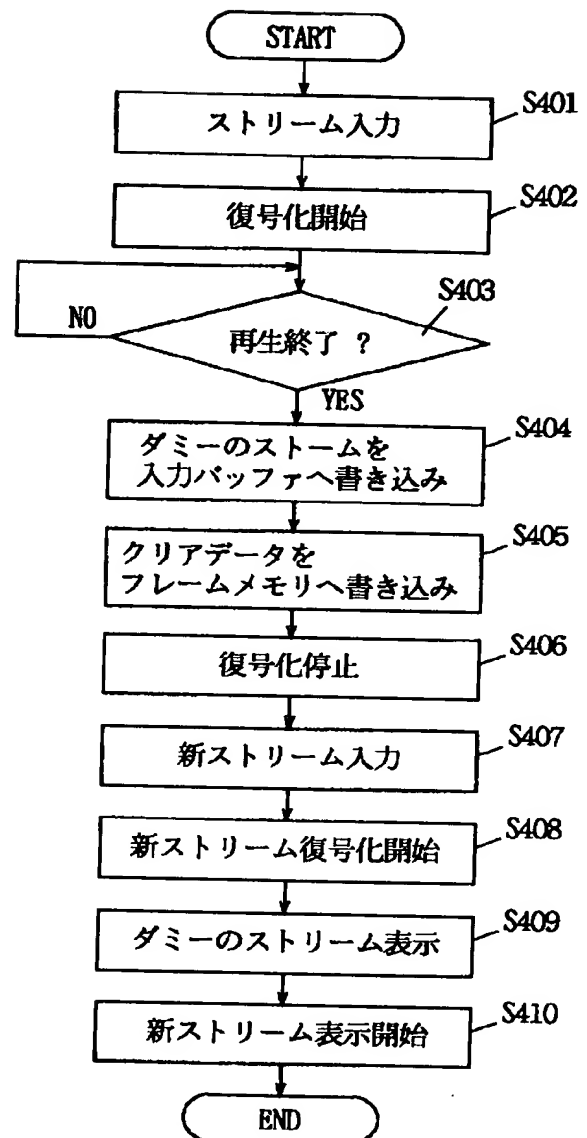 START
ストリーム入力
S401
復号化開始
S402
S403
NO
再生終了 ?
YES
S404
ダミーのストームを
入力バッファへ書き込み
S405
クリアデータを
フレームメモリへ書き込み
S406
復号化停止
S407
新ストリーム入力
S408
新ストリーム復号化開始
S409
ダミーのストリーム表示
S410
新ストリーム表示開始
END